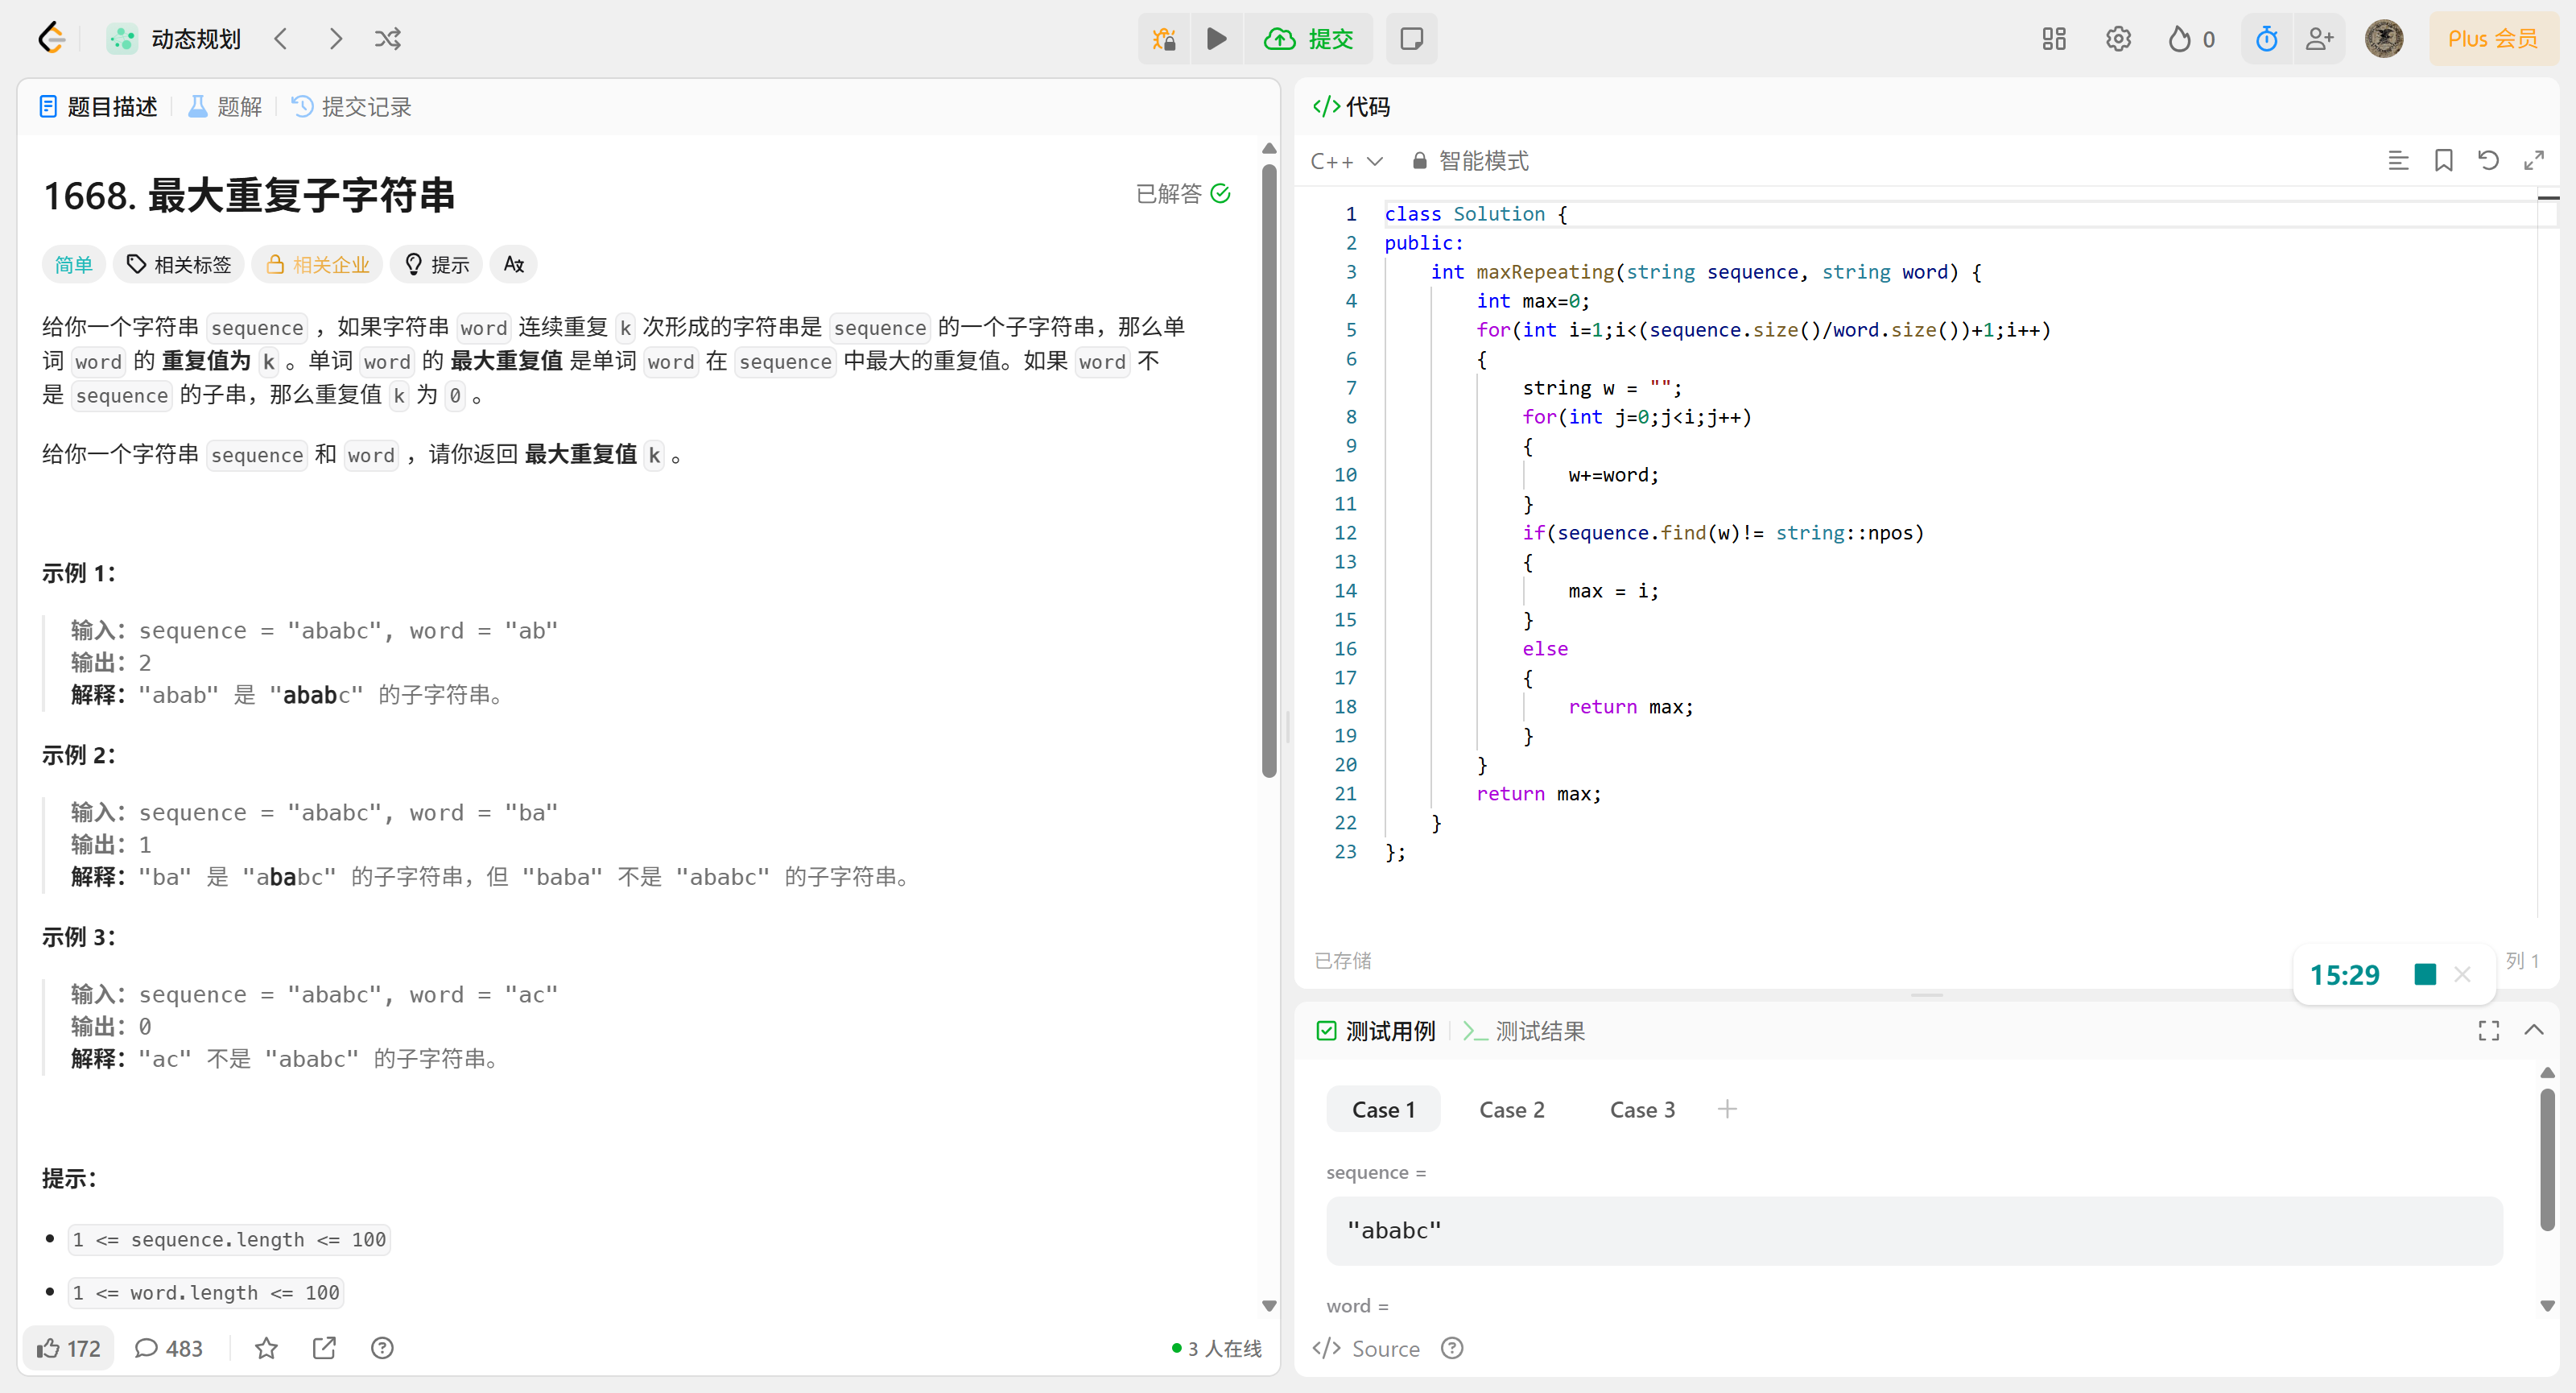 动态规划
提交
0
Plus 会员
题目描述
题解
提交记录
1668. 最大重复子字符串
已解答
简单
相关标签
相关企业
提示
给你一个字符串 sequence ，如果字符串 word 连续重复 k 次形成的字符串是 sequence 的一个子字符串，那么单
词 word 的 重复值为 k 。单词 word 的 最大重复值 是单词 word 在 sequence 中最大的重复值。如果 word 不
是 sequence 的子串，那么重复值 k 为 0 。
给你一个字符串 sequence 和 word ，请你返回 最大重复值 k 。
示例 1：
输入：sequence = "ababc", word = "ab"
输出：2
解释："abab" 是 "ababc" 的子字符串。
示例 2：
输入：sequence = "ababc", word = "ba"
输出：1
解释："ba" 是 "ababc" 的子字符串，但 "baba" 不是 "ababc" 的子字符串。
示例 3：
输入：sequence = "ababc", word = "ac"
输出：0
解释："ac" 不是 "ababc" 的子字符串。
提示：
1 <= sequence.length <= 100
1 <= word.length <= 100
172
483
3 人在线
</> 代码
C++
智能模式
1 class Solution {
2 public:
3     int maxRepeating(string sequence, string word) {
4         int max=0;
5         for(int i=1;i<(sequence.size()/word.size())+1;i++)
6         {
7             string w = "";
8             for(int j=0;j<i;j++)
9             {
10                 w+=word;
11             }
12             if(sequence.find(w)!= string::npos)
13             {
14                 max = i;
15             }
16             else
17             {
18                 return max;
19             }
20         }
21         return max;
22     }
23 };
已存储
15:29
列 1
测试用例
测试结果
Case 1
Case 2
Case 3
sequence =
"ababc"
word =
</> Source